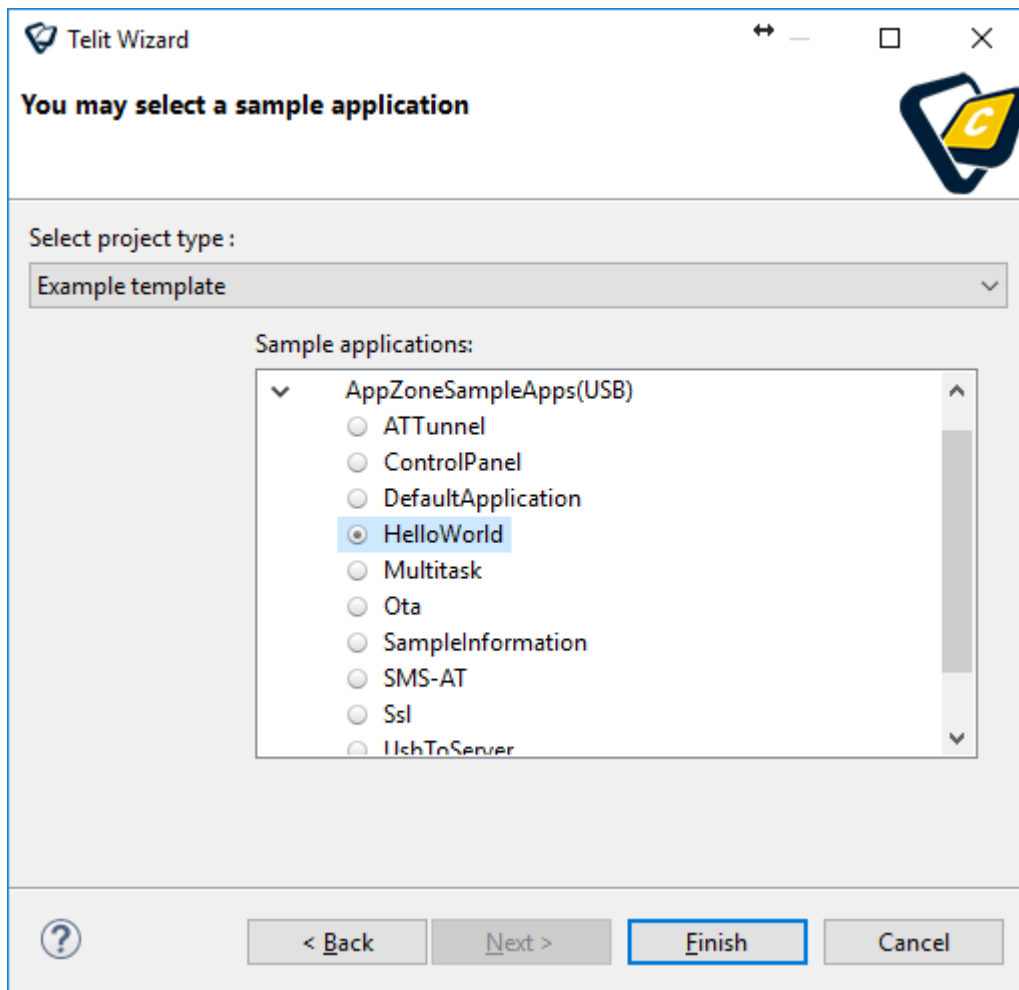 Telit Wizard
You may select a sample application
C
Select project type :
Example template
Sample applications:
AppZoneSampleApps(USB)
ATTunnel
ControlPanel
DefaultApplication
HelloWorld
Multitask
Ota
SampleInformation
SMS-AT
Ssl
UsbToServer
?
< Back
Next >
Finish
Cancel